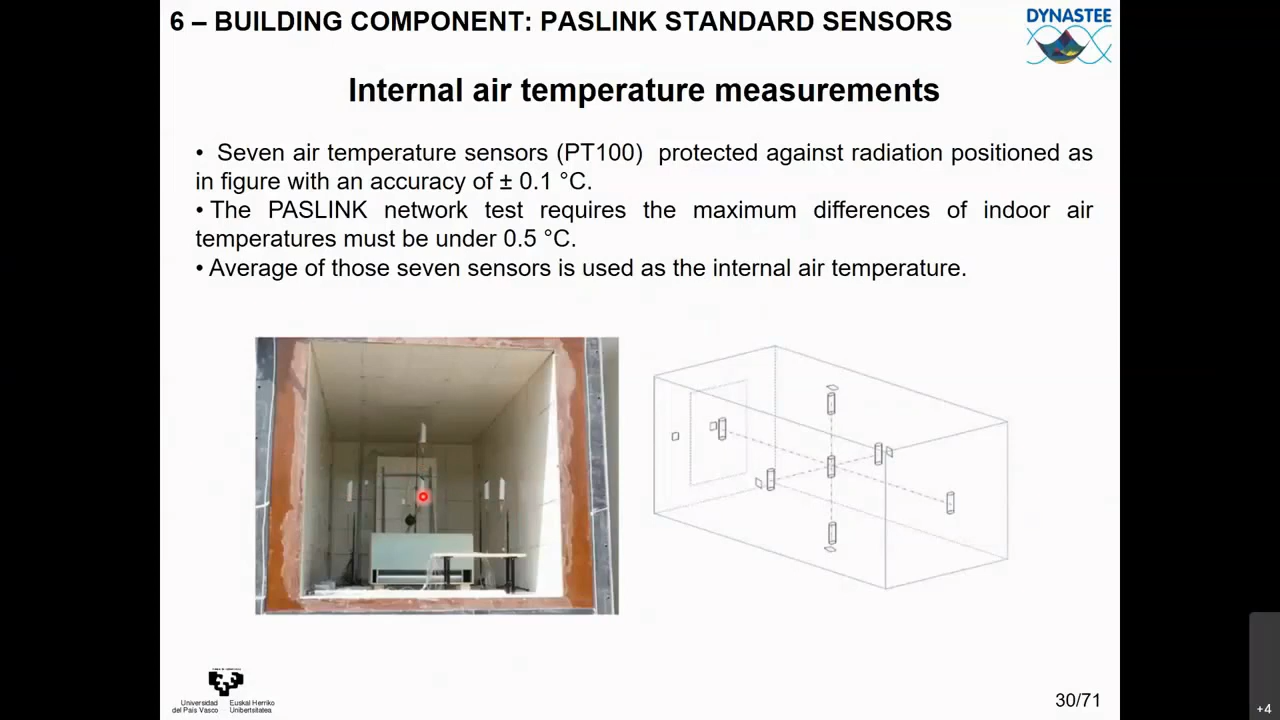 6 – BUILDING COMPONENT: PASLINK STANDARD SENSORS
DYNASTEE
Internal air temperature measurements
• Seven air temperature sensors (PT100) protected against radiation positioned as
in figure with an accuracy of ± 0.1 °C.
• The PASLINK network test requires the maximum differences of indoor air
temperatures must be under 0.5 °C.
• Average of those seven sensors is used as the internal air temperature.
Universidad Euskal Herriko
del País Vasco Unibertsitatea
30/71
+4